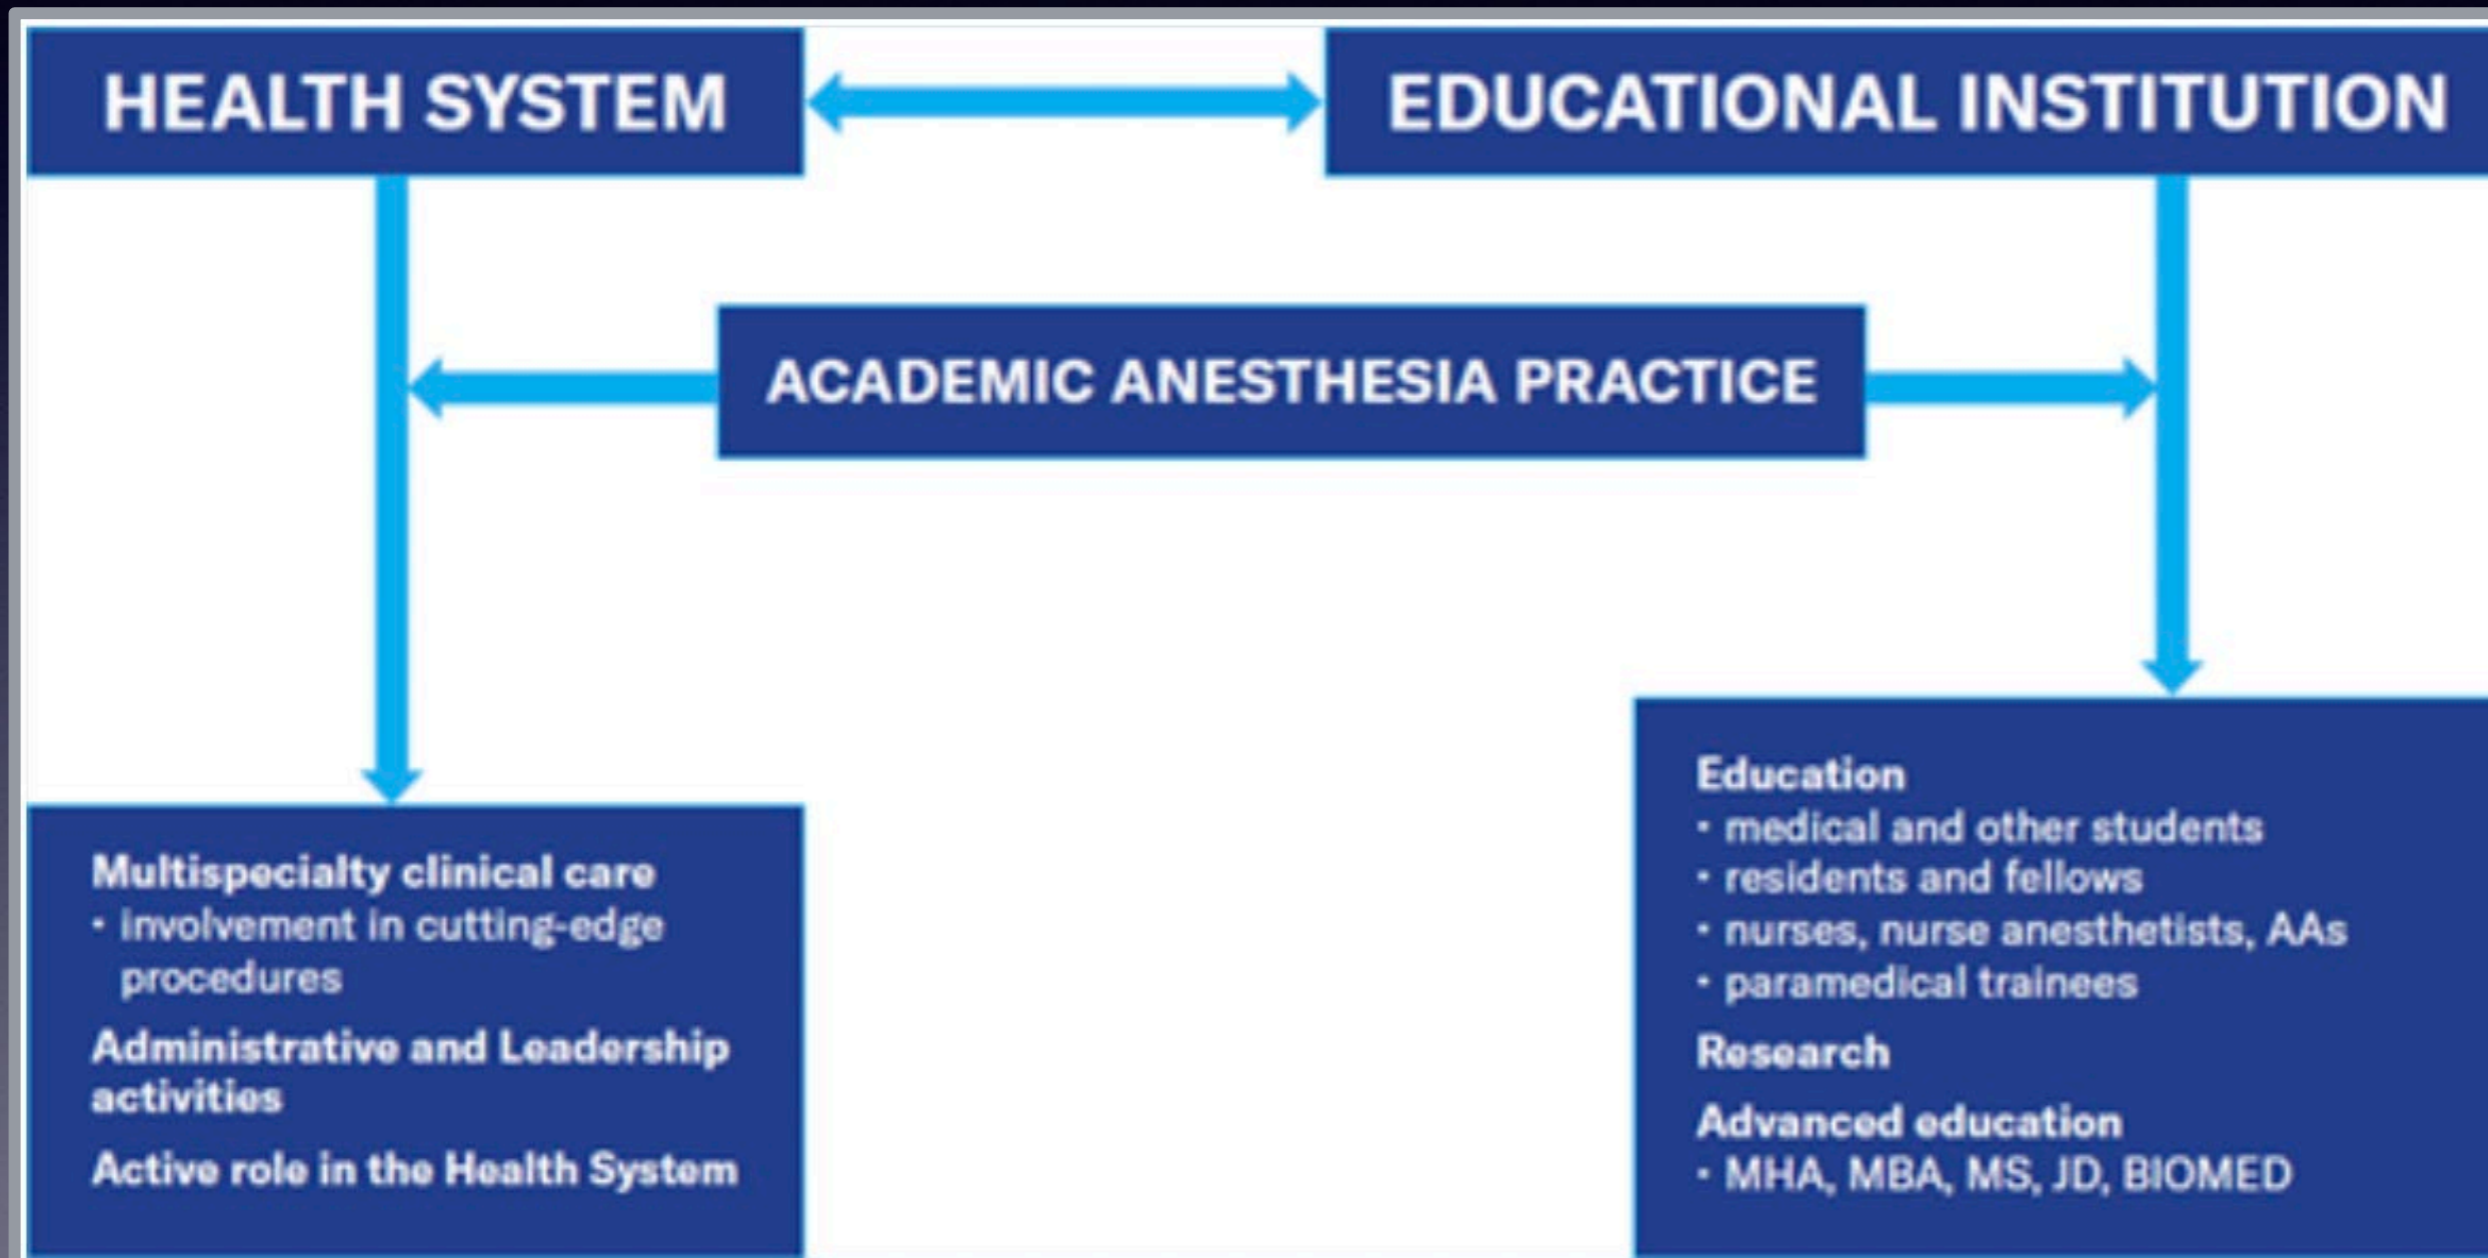 HEALTH SYSTEM
EDUCATIONAL INSTITUTION
ACADEMIC ANESTHESIA PRACTICE
Multispecialty clinical care
• involvement in cutting-edge
procedures
Administrative and Leadership
activities
Active role in the Health System
Education
• medical and other students
• residents and fellows
• nurses, nurse anesthetists, AAs
• paramedical trainees
Research
Advanced education
• MHA, MBA, MS, JD, BIOMED